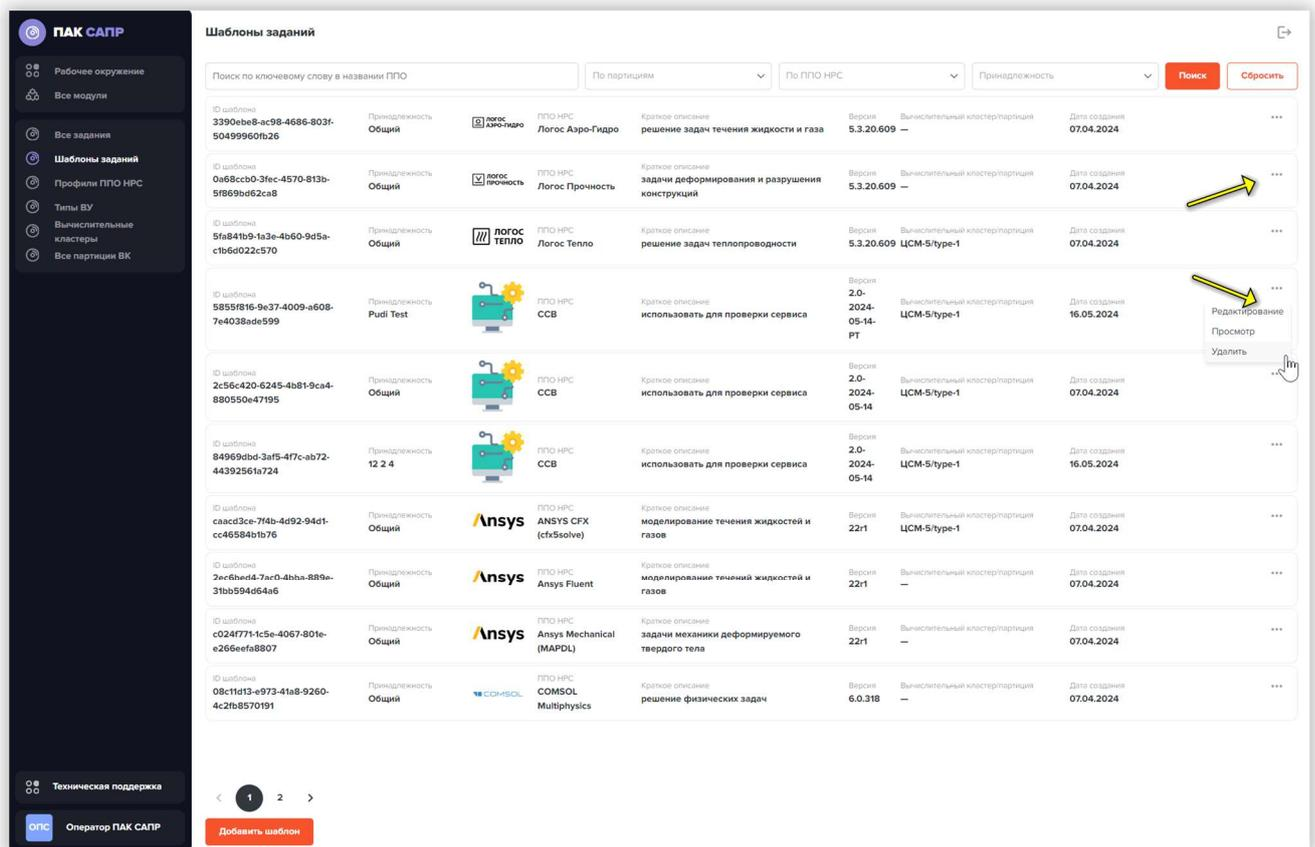 ПАК САПР
Рабочее окружение
Все модули
Все задания
Шаблоны заданий
Профили ППО НРС
Типы ВУ
Вычислительные
кластеры
Все партиции ВК
Техническая поддержка
ОПС Оператор ПАК САПР
Шаблоны заданий
Поиск по ключевому слову в названии ППО По партициям По ППО НРС Принадлежность Поиск Сбросить
ID шаблона
3390ebe8-ac98-4686-803f-
50499960fb26
Принадлежность
Общий
ЛОГОС
АЭРО-ГИДРО
ППО НРС
Логос Аэро-Гидро
Краткое описание
решение задач течения жидкости и газа
Версия
5.3.20.609
Вычислительный кластер/партиция
—
Дата создания
07.04.2024
ID шаблона
0a68ccb0-3fec-4570-813b-
5f869bd62ca8
Принадлежность
Общий
ЛОГОС
ПРОЧНОСТЬ
ППО НРС
Логос Прочность
Краткое описание
задачи деформирования и разрушения
конструкций
Версия
5.3.20.609
Вычислительный кластер/партиция
—
Дата создания
07.04.2024
ID шаблона
5fa841b9-1a3e-4b60-9d5a-
c1b6d022c570
Принадлежность
Общий
ЛОГОС
ТЕПЛО
ППО НРС
Логос Тепло
Краткое описание
решение задач теплопроводности
Версия
5.3.20.609
Вычислительный кластер/партиция
ЦСМ-5/type-1
Дата создания
07.04.2024
ID шаблона
5855f816-9e37-4009-a608-
7e4038ade599
Принадлежность
Pudi Test
ППО НРС
ССВ
Краткое описание
использовать для проверки сервиса
Версия
2.0-
2024-
05-14-
PT
Вычислительный кластер/партиция
ЦСМ-5/type-1
Дата создания
16.05.2024
Редактирование
Просмотр
Удалить
ID шаблона
2c56c420-6245-4b81-9ca4-
880550e47195
Принадлежность
Общий
ППО НРС
ССВ
Краткое описание
использовать для проверки сервиса
Версия
2.0-
2024-
05-14
Вычислительный кластер/партиция
ЦСМ-5/type-1
Дата создания
07.04.2024
ID шаблона
84969dbd-3af5-4f7c-ab72-
44392561a724
Принадлежность
12 2 4
ППО НРС
ССВ
Краткое описание
использовать для проверки сервиса
Версия
2.0-
2024-
05-14
Вычислительный кластер/партиция
ЦСМ-5/type-1
Дата создания
16.05.2024
ID шаблона
caacd3ce-7f4b-4d92-94d1-
cc46584b1b76
Принадлежность
Общий
Ansys
ППО НРС
ANSYS CFX
(cfx5solve)
Краткое описание
моделирование течения жидкостей и
газов
Версия
22r1
Вычислительный кластер/партиция
ЦСМ-5/type-1
Дата создания
07.04.2024
ID шаблона
2ec6bed4-7ac0-4bba-889e-
31bb594d64a6
Принадлежность
Общий
Ansys
ППО НРС
Ansys Fluent
Краткое описание
моделирование течений жидкостей и
газов
Версия
22r1
Вычислительный кластер/партиция
—
Дата создания
07.04.2024
ID шаблона
c024f771-1c5e-4067-801e-
e266eefa8807
Принадлежность
Общий
Ansys
ППО НРС
Ansys Mechanical
(MAPDL)
Краткое описание
задачи механики деформируемого
твердого тела
Версия
22r1
Вычислительный кластер/партиция
—
Дата создания
07.04.2024
ID шаблона
08c11d13-e973-41a8-9260-
4c2fb8570191
Принадлежность
Общий
COMSOL
ППО НРС
COMSOL
Multiphysics
Краткое описание
решение физических задач
Версия
6.0.318
Вычислительный кластер/партиция
—
Дата создания
07.04.2024
1 2
Добавить шаблон